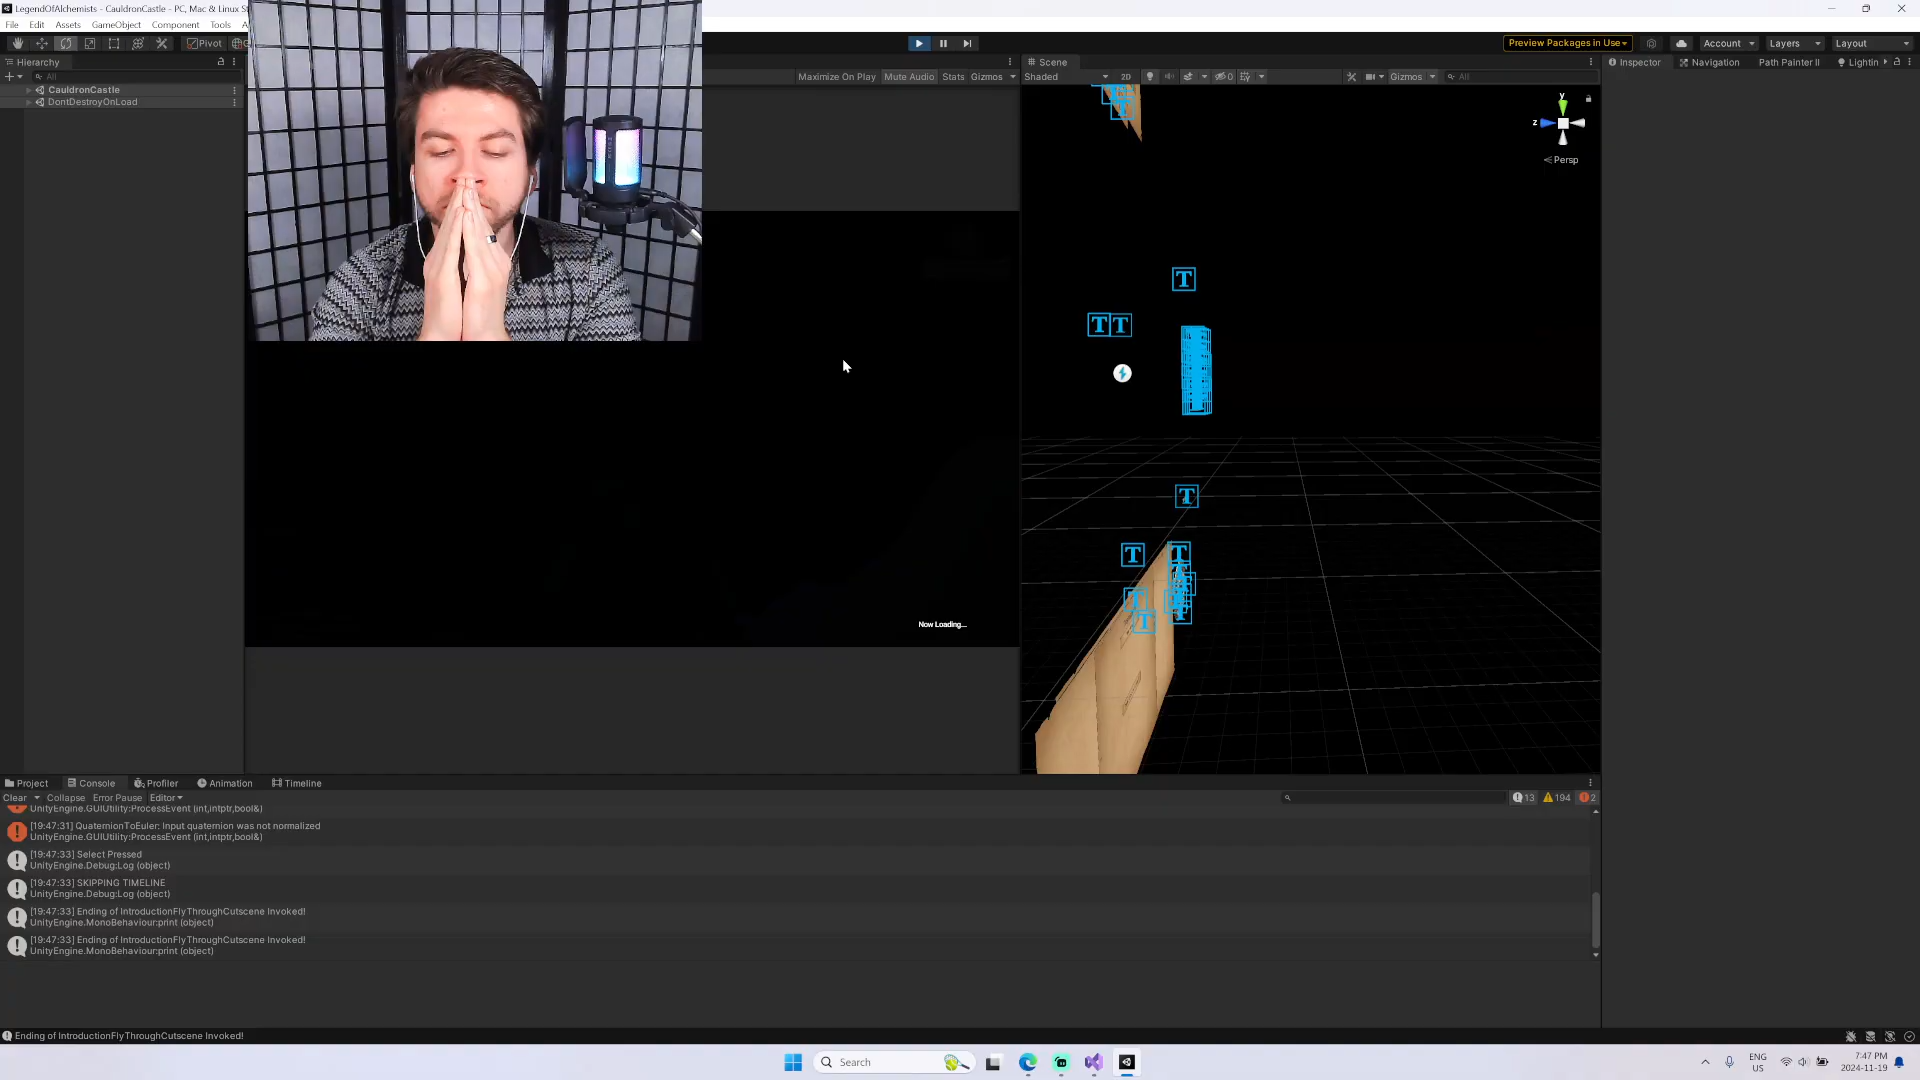 LegendOfAlchemists - CauldronCastle - PC, Mac & Linux St
File Edit Assets GameObject Component Tools
Pivot
Preview Packages in Use
Account
Layers
Layout
Hierarchy
All
CauldronCastle
DontDestroyOnLoad
Maximize On Play
Mute Audio
Stats
Gizmos
Scene
Shaded
2D
0
Gizmos
All
Inspector
Navigation
Path Painter II
Lightin
y
z
Persp
T
T
T
T
T
T
T
T
T
T
T
Now Loading...
Project
Console
Profiler
Animation
Timeline
Clear
Collapse
Error Pause
Editor
13
194
2
UnityEngine.GUIUtility:ProcessEvent (int,intptr,bool&)
[19:47:31] QuaternionToEuler: Input quaternion was not normalized
UnityEngine.GUIUtility:ProcessEvent (int,intptr,bool&)
[19:47:33] Select Pressed
UnityEngine.Debug:Log (object)
[19:47:33] SKIPPING TIMELINE
UnityEngine.Debug:Log (object)
[19:47:33] Ending of IntroductionFlyThroughCutscene Invoked!
UnityEngine.MonoBehaviour:print (object)
[19:47:33] Ending of IntroductionFlyThroughCutscene Invoked!
UnityEngine.MonoBehaviour:print (object)
Ending of IntroductionFlyThroughCutscene Invoked!
Search
ENG
US
7:47 PM
2024-11-19